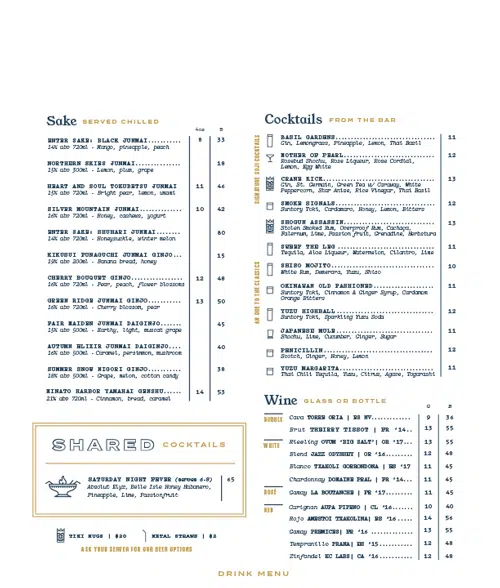 Sake SERVED CHILLED
4oz B
ENTER SAKE: BLACK JUNMAI........... 8 33
14% abv 720ml - Mango, pineapple, peach
NORTHERN SKIES JUNMAI............... 18
15% abv 300ml - Lemon, plum, grape
HEART AND SOUL TOKUBETSU JUNMAI 11 46
15% abv 720ml - Bright pear, lemon, umami
SILVER MOUNTAIN JUNMAI............. 10 42
16% abv 720ml - Honey, cashews, yogurt
ENTER SAKE: SHUHARI JUNMAI........ 60
14% abv 720ml - Honeysuckle, winter melon
KIKUSUI FUNAGUCHI JUNMAI GINJO... 15
19% abv 200ml - Banana bread, honey
CHERRY BOUQUET GINJO................ 12 48
16% abv 720ml - Pear, peach, flower blossoms
GREEN RIDGE JUNMAI GINJO.......... 13 50
16% abv 720ml - Cherry blossom, pear
FAIR MAIDEN JUNMAI DAIGINJO....... 45
15% abv 500ml - Earthy, light, muscat grape
AUTUMN ELIXIR JUNMAI DAIGINJO.... 40
16% abv 500ml - Caramel, persimmon, mushroom
SUMMER SNOW NIGORI GINJO......... 38
18% abv 500ml - Grape, melon, cotton candy
MINATO HARBOR YAMAHAI GENSHU..... 14 53
21% abv 720ml - Cinnamon, bread, caramel
SHARED COCKTAILS
SATURDAY NIGHT FEVER (serves 6-8) 65
Absolut Elyx, Belle Isle Honey Habanero,
Pineapple, Lime, Passionfruit
TIKI MUGS | $20 METAL STRAWS | $2
ASK YOUR SERVER FOR OUR BEER OPTIONS
Cocktails FROM THE BAR
SIGNATURE SOJU COCKTAILS
BASIL GARDENS............................. 11
Gin, Lemongrass, Pineapple, Lemon, Thai Basil
MOTHER OF PEARL........................... 12
Rosebud Shochu, Rose Liqueur, Rose Cordial,
Lemon, Egg White
CRANE KICK................................ 13
Gin, St. Germain, Green Tea w/ Caraway, White
Peppercorn, Star Anise, Rice Vinegar, Thai Basil
SMOKE SIGNALS............................. 12
Suntory Toki, Cardamaro, Honey, Lemon, Bitters
SHOGUN ASSASSIN........................... 13
Stolen Smoked Rum, Overproof Rum, Cachaça,
Falernum, Lime, Passion fruit, Grenadine, Herbstura
SWEEP THE LEG ............................ 11
Tequila, Aloe Liqueur, Watermelon, Cilantro, Lime
AN ODE TO THE CLASSICS
SHISO MOJITO.............................. 10
White Rum, Demerara, Yuzu, Shiso
OKINAWAN OLD FASHIONED.................... 11
Suntory Toki, Cinnamon & Ginger Syrup, Cardamom
Orange Bitters
YUZU HIGHBALL............................. 12
Suntory Toki, Sparkling Yuzu Soda
JAPANESE MULE............................. 11
Shochu, Lime, Cucumber, Ginger, Sugar
PENICILLIN................................ 12
Scotch, Ginger, Honey, Lemon
YUZU MARGARITA............................ 11
Thai Chili Tequila, Yuzu, Citrus, Agave, Togarashi
Wine GLASS OR BOTTLE
G B
BUBBLE
Cava TORRE ORIA | ES NV............. 9 36
Brut TREBERT TISSOT | FR '14.. 13 55
WHITE
Riesling OVUM "BIG SALT"| OR '17... 13 55
Blend JAZZ ODYSSEY | OR '16........ 12 48
Blanco TXAKOLI GORRONDONA | ES '17 11 45
Chardonnay DOMAINE PRAL | FR '14... 11 45
ROSÉ
Gamay LA BOUTANCHE | FR '17........ 11 45
RED
Carignan AUPA PIPENO | CL '16...... 10 40
Rojo AMEZTOI TXAKOLINA| ES '16..... 14 56
Gamay PREMICES| FR '16 ............ 13 55
Tempranillo PRAMA| ES '15.......... 12 48
Zinfandel KC LABS| CA '16.......... 12 48
DRINK MENU